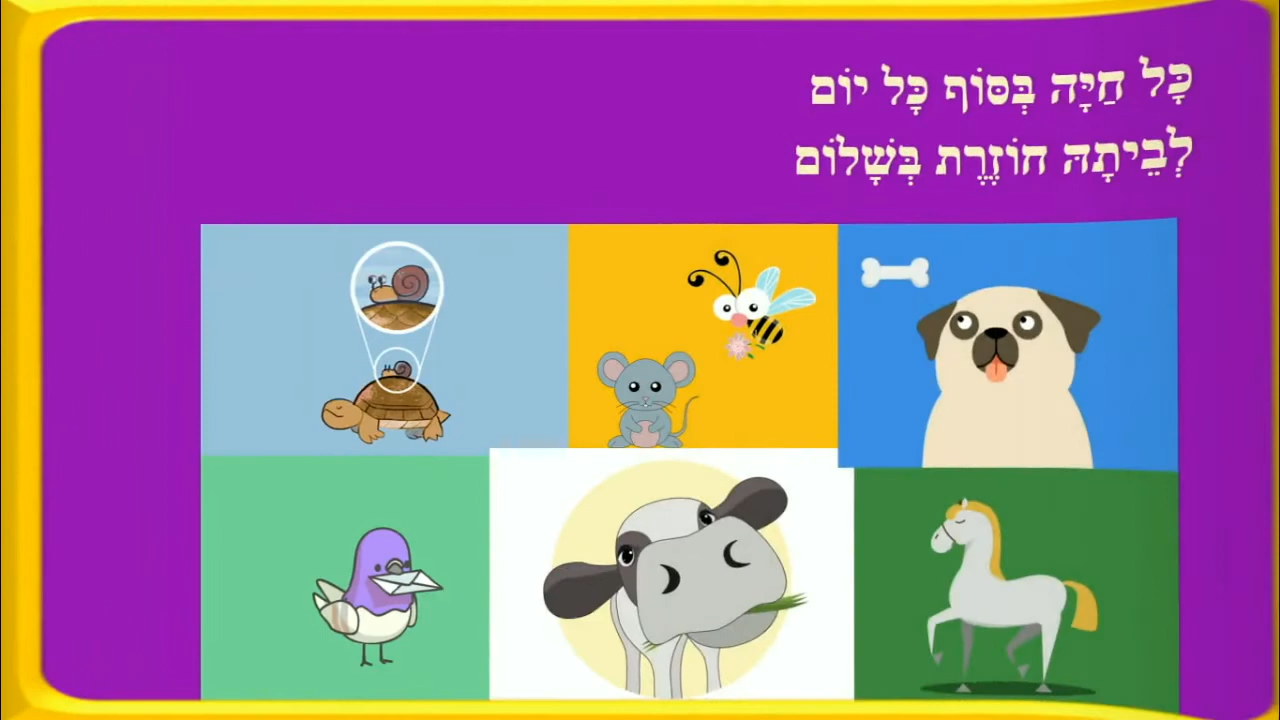 כָּל חַיָּה בְּסוֹף כָּל יוֹם
לְבֵיתָהּ חוֹזֶרֶת בְּשָׁלוֹם